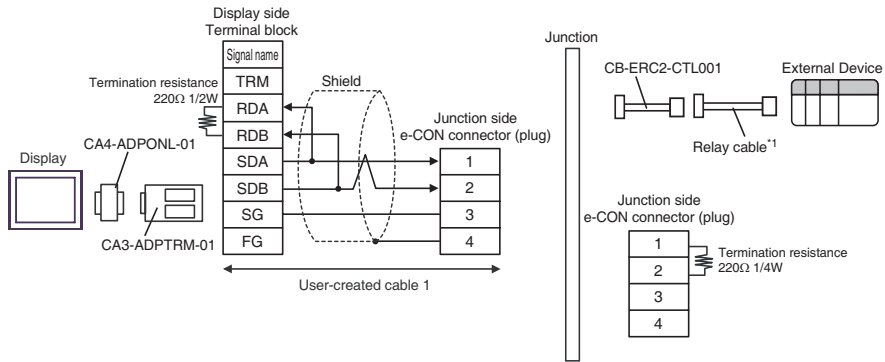 Display side
Terminal block
Signal name
TRM
RDA
RDB
SDA
SDB
SG
FG
Termination resistance
220Ω 1/2W
Shield
Display
CA4-ADPONL-01
CA3-ADPTRM-01
Junction side
e-CON connector (plug)
1
2
3
4
User-created cable 1
Junction
CB-ERC2-CTL001
External Device
Relay cable*1
Junction side
e-CON connector (plug)
1
2
3
4
Termination resistance
220Ω 1/4W